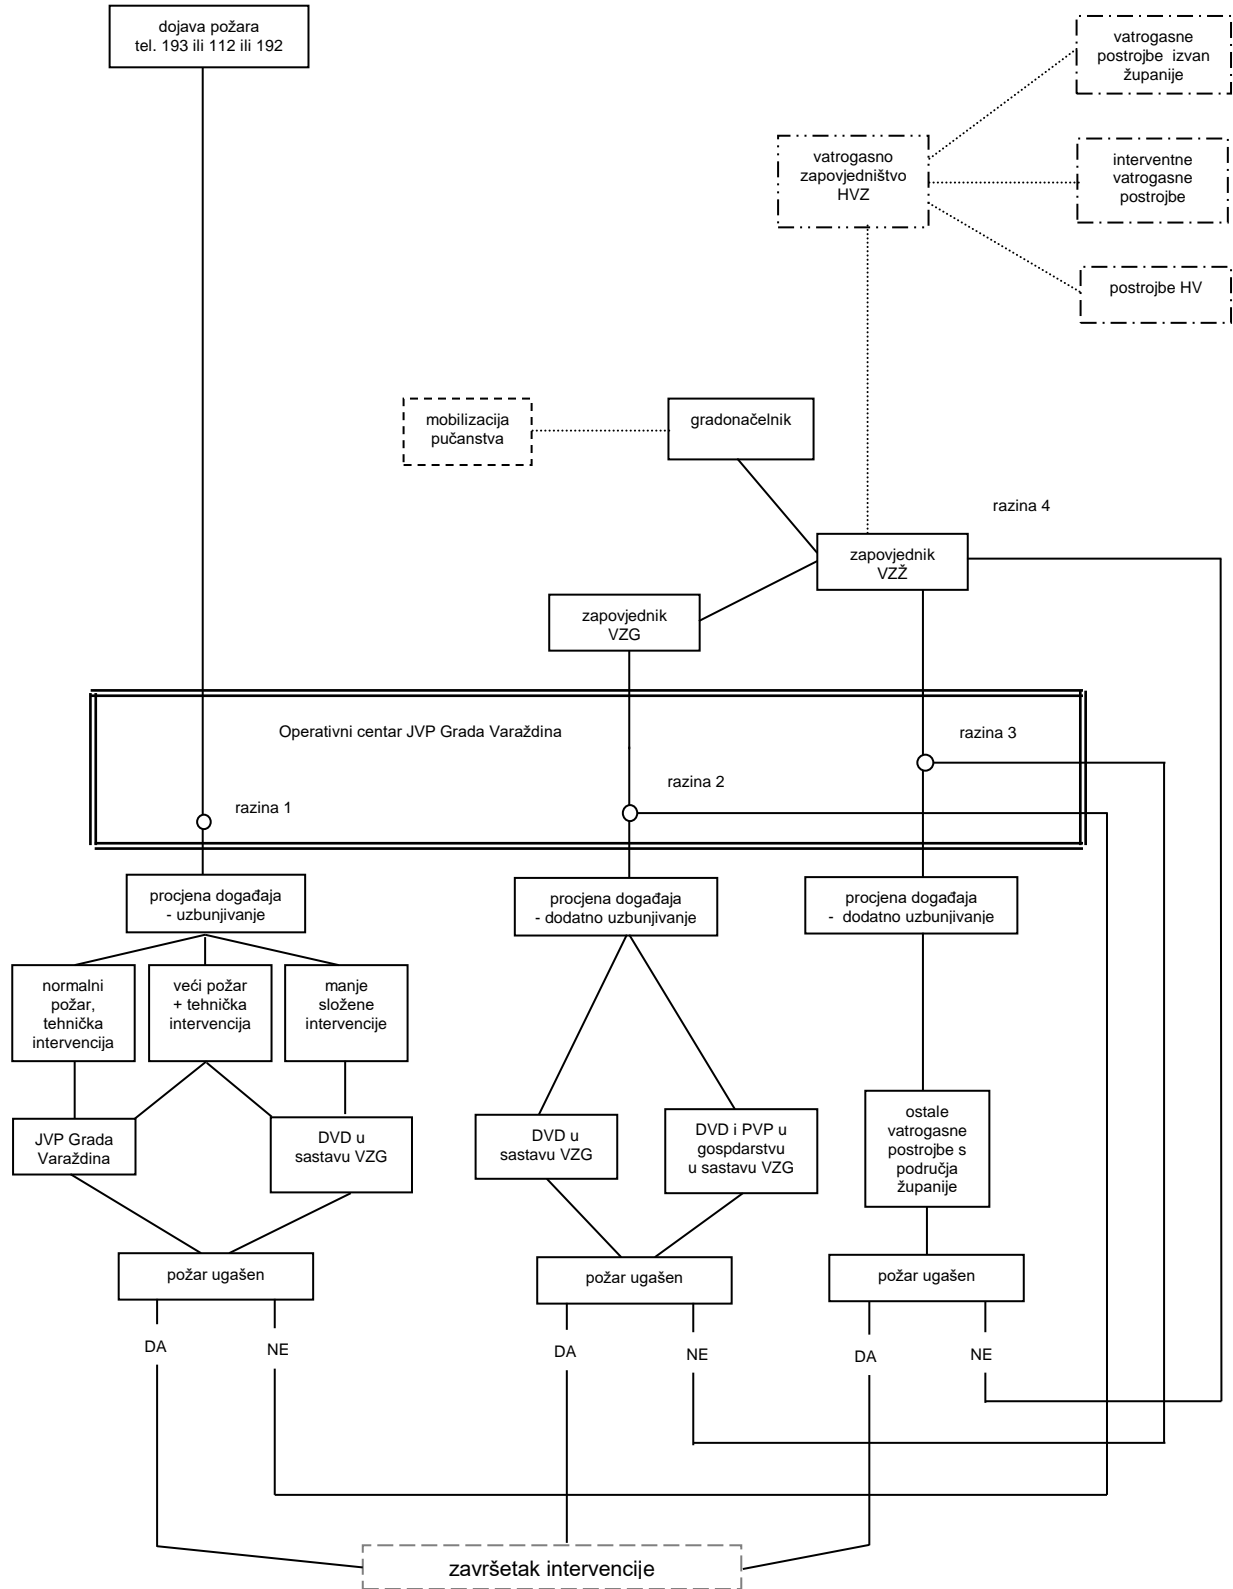 dojava požara
tel. 193 ili 112 ili 192
vatrogasne
postrojbe izvan
županije
vatrogasno
zapovjedništvo
HVZ
interventne
vatrogasne
postrojbe
postrojbe HV
mobilizacija
pučanstva
gradonačelnik
razina 4
zapovjednik
VZŽ
zapovjednik
VZG
Operativni centar JVP Grada Varaždina
razina 3
razina 2
razina 1
procjena događaja
- uzbunjivanje
procjena događaja
- dodatno uzbunjivanje
procjena događaja
- dodatno uzbunjivanje
normalni
požar,
tehnička
intervencija
veći požar
+ tehnička
intervencija
manje
složene
intervencije
JVP Grada
Varaždina
DVD u
sastavu VZG
DVD u
sastavu VZG
DVD i PVP u
gospdarstvu
u sastavu VZG
ostale
vatrogasne
postrojbe s
područja
županije
požar ugašen
požar ugašen
požar ugašen
DA
NE
DA
NE
DA
NE
završetak intervencije